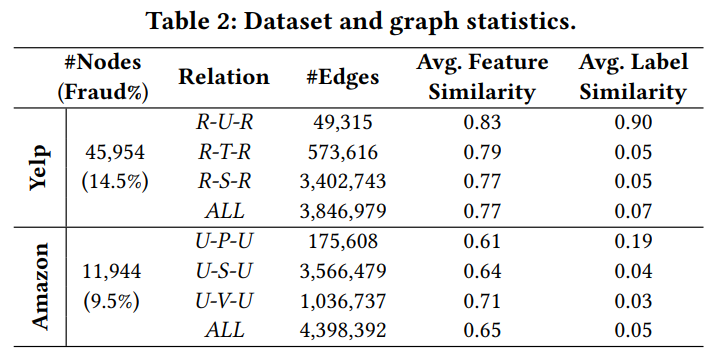 Table 2: Dataset and graph statistics.
#Nodes (Fraud%) Relation #Edges Avg. Feature Similarity Avg. Label Similarity
Yelp 45,954 (14.5%)
R-U-R 49,315 0.83 0.90
R-T-R 573,616 0.79 0.05
R-S-R 3,402,743 0.77 0.05
ALL 3,846,979 0.77 0.07
Amazon 11,944 (9.5%)
U-P-U 175,608 0.61 0.19
U-S-U 3,566,479 0.64 0.04
U-V-U 1,036,737 0.71 0.03
ALL 4,398,392 0.65 0.05